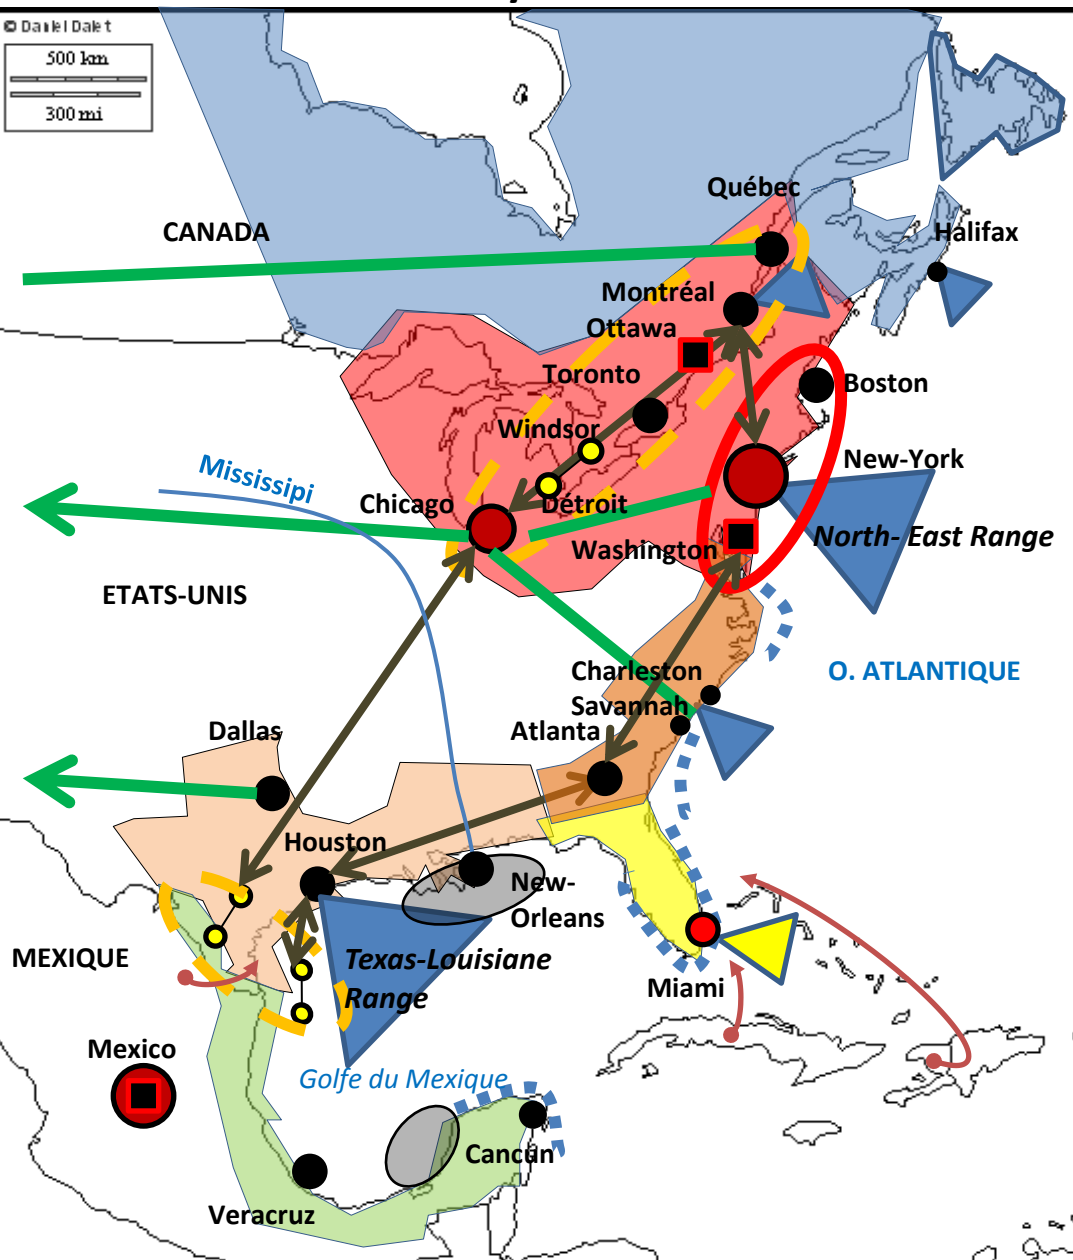 © Daniel Dalet
500 km
300 mi
Québec
CANADA
Halifax
Montréal
Ottawa
Toronto
Boston
Windsor
Mississipi
New-York
Chicago
Détroit
North- East Range
Washington
ETATS-UNIS
Charleston
O. ATLANTIQUE
Savannah
Dallas
Atlanta
Houston
New-
Orleans
MEXIQUE
Texas-Louisiane
Range
Miami
Mexico
Golfe du Mexique
Cancún
Veracruz